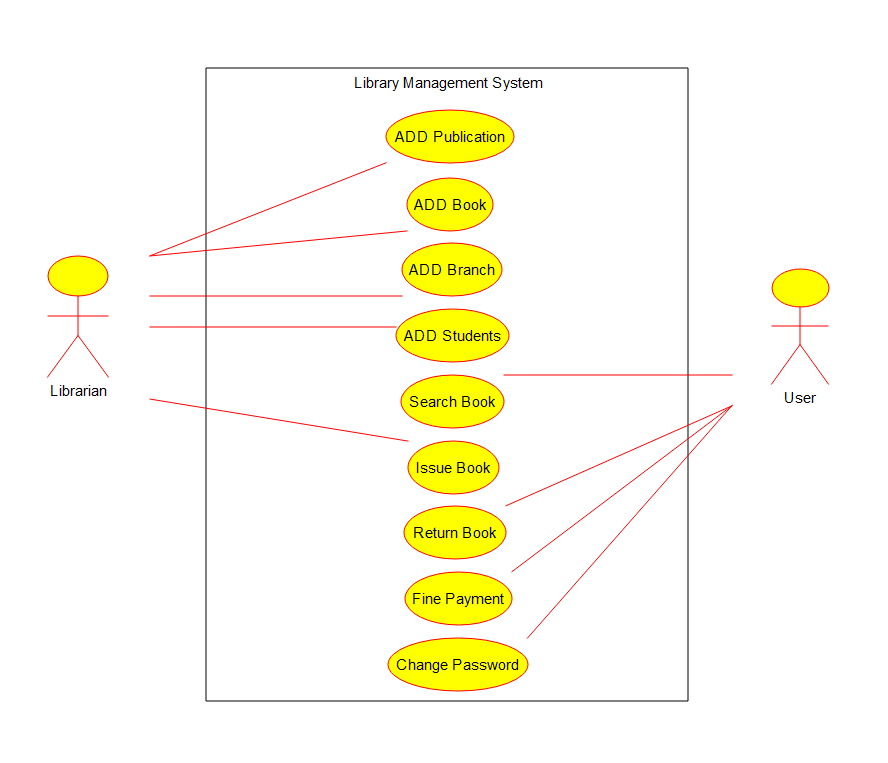 Library Management System
ADD Publication
ADD Book
ADD Branch
ADD Students
Search Book
Issue Book
Return Book
Fine Payment
Change Password
Librarian
User